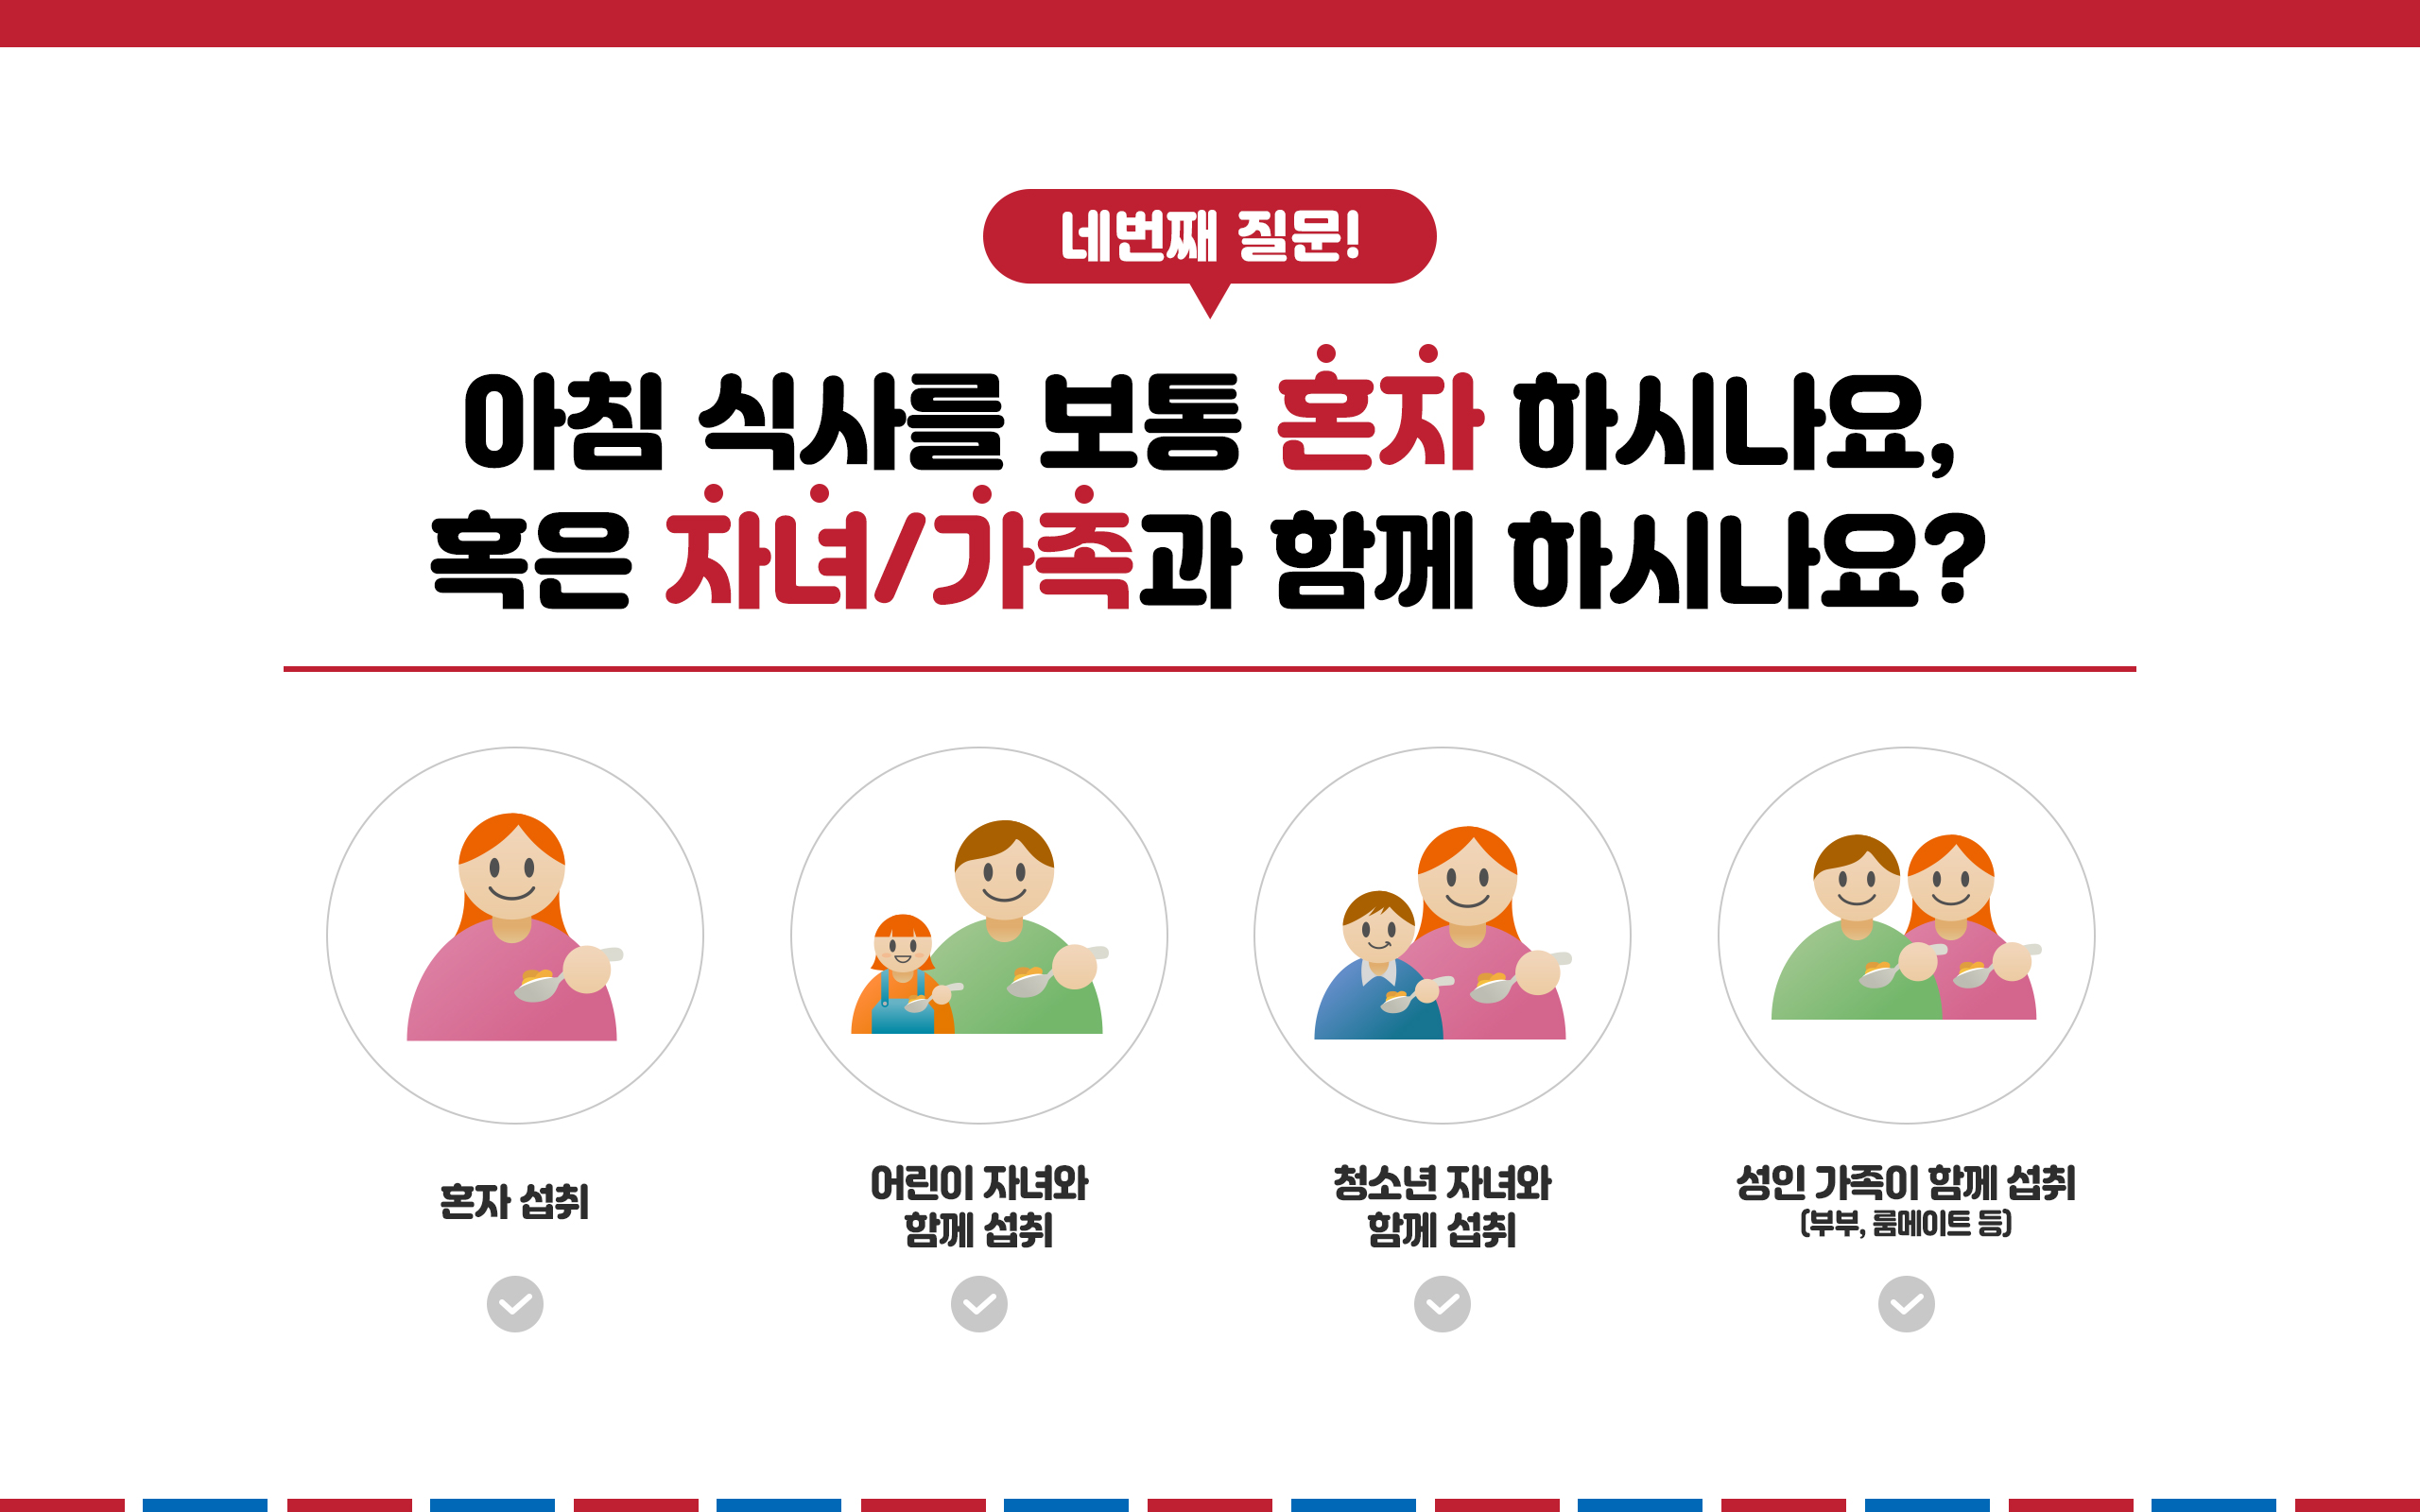 네번째 질문!
아침 식사를 보통 혼자 하시나요,
혹은 자녀/가족과 함께 하시나요?
혼자 섭취
어린이 자녀와
함께 섭취
청소년 자녀와
함께 섭취
성인 가족이 함께 섭취
(부부, 룸메이트 등)